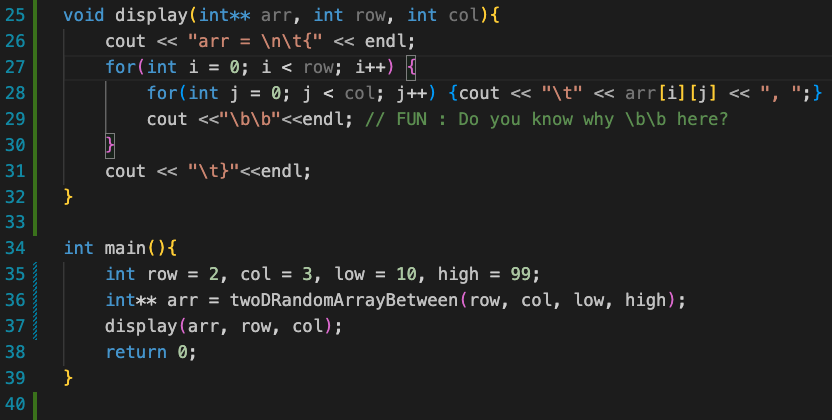 25 void display(int** arr, int row, int col){
26     cout << "arr = \n\t{" << endl;
27     for(int i = 0; i < row; i++) {
28         for(int j = 0; j < col; j++) {cout << "\t" << arr[i][j] << ", ";}
29         cout <<"\b\b"<<endl; // FUN : Do you know why \b\b here?
30     }
31     cout << "\t}"<<endl;
32 }
33
34 int main(){
35     int row = 2, col = 3, low = 10, high = 99;
36     int** arr = twoDRandomArrayBetween(row, col, low, high);
37     display(arr, row, col);
38     return 0;
39 }
40